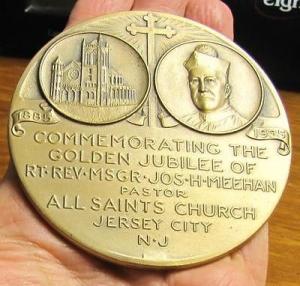 1885 1935
COMMEMORATING THE
GOLDEN JUBILEE OF
RT·REV·MSGR·JOS·H·MEEHAN
PASTOR
ALL SAINTS CHURCH
JERSEY CITY
N·J